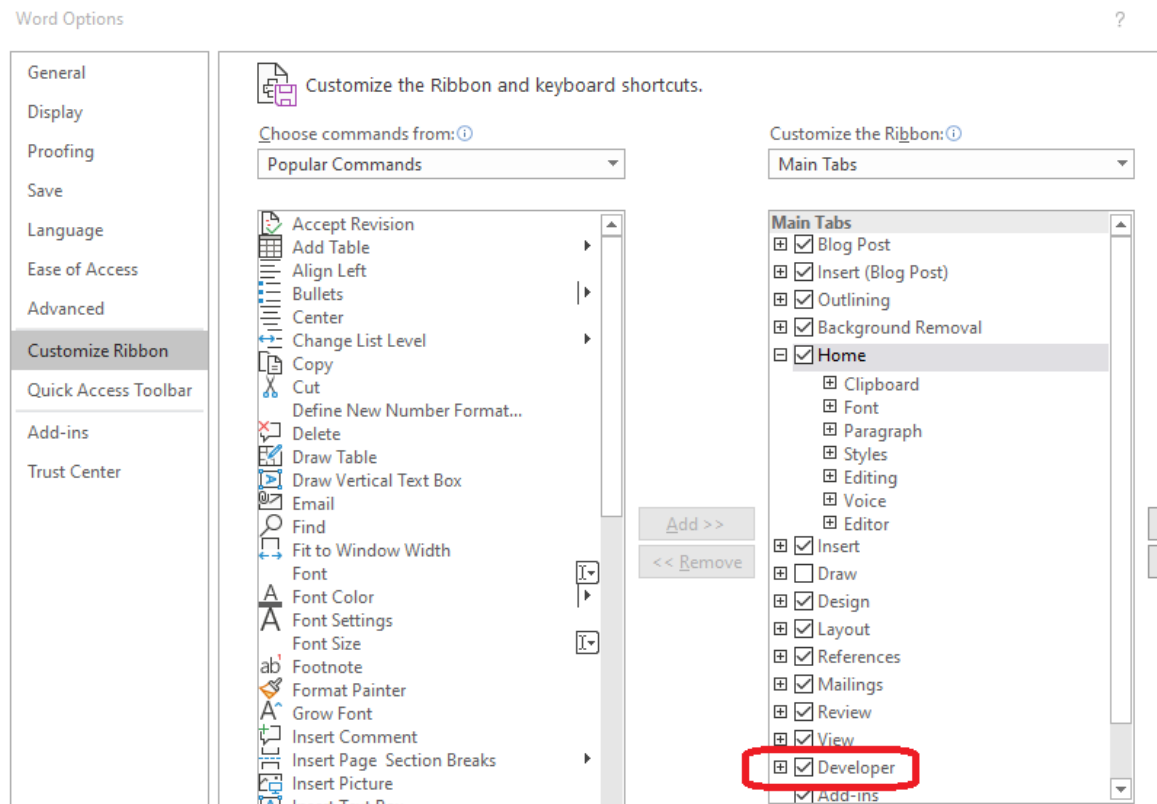 Word Options
?
General
Display
Proofing
Save
Language
Ease of Access
Advanced
Customize Ribbon
Quick Access Toolbar
Add-ins
Trust Center
Customize the Ribbon and keyboard shortcuts.
Choose commands from:
Popular Commands
Accept Revision
Add Table
Align Left
Bullets
Center
Change List Level
Copy
Cut
Define New Number Format...
Delete
Draw Table
Draw Vertical Text Box
Email
Find
Fit to Window Width
Font
Font Color
Font Settings
Font Size
Footnote
Format Painter
Grow Font
Insert Comment
Insert Page Section Breaks
Insert Picture
Insert Text Box
Add >>
<< Remove
Customize the Ribbon:
Main Tabs
Main Tabs
Blog Post
Insert (Blog Post)
Outlining
Background Removal
Home
Clipboard
Font
Paragraph
Styles
Editing
Voice
Editor
Insert
Draw
Design
Layout
References
Mailings
Review
View
Developer
Add-ins